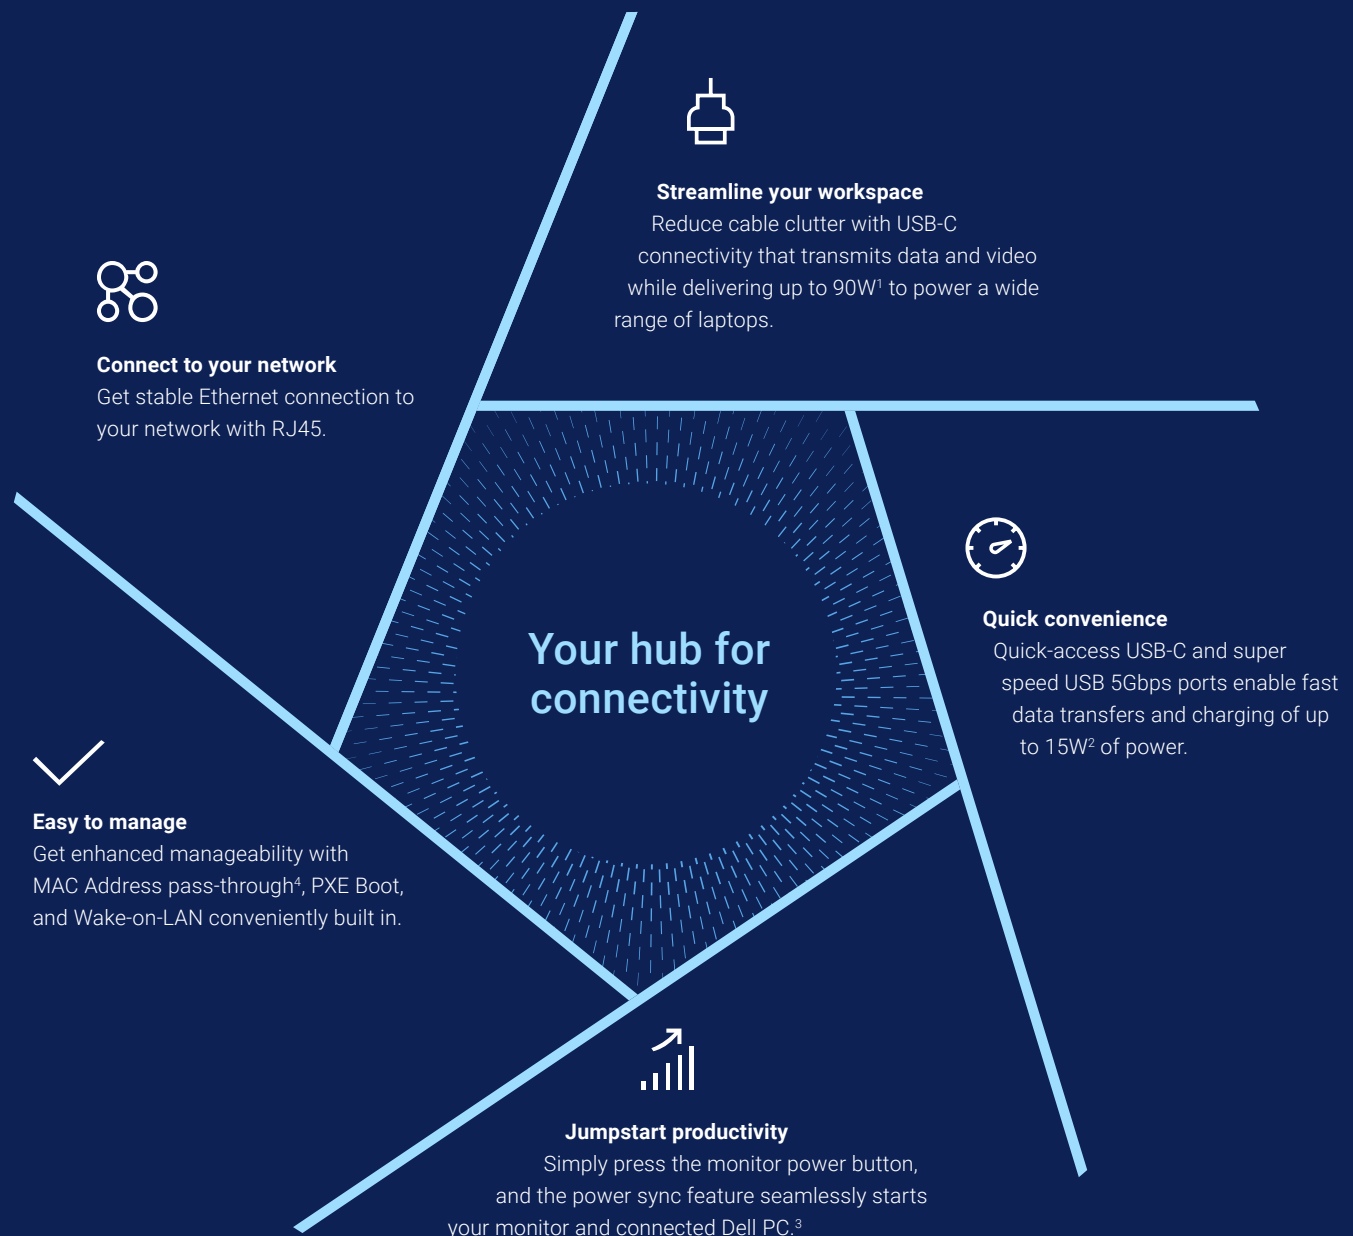 Streamline your workspace
Reduce cable clutter with USB-C
connectivity that transmits data and video
while delivering up to 90W¹ to power a wide
range of laptops.
Connect to your network
Get stable Ethernet connection to
your network with RJ45.
Your hub for
connectivity
Quick convenience
Quick-access USB-C and super
speed USB 5Gbps ports enable fast
data transfers and charging of up
to 15W² of power.
Easy to manage
Get enhanced manageability with
MAC Address pass-through⁴, PXE Boot,
and Wake-on-LAN conveniently built in.
Jumpstart productivity
Simply press the monitor power button,
and the power sync feature seamlessly starts
your monitor and connected Dell PC.³